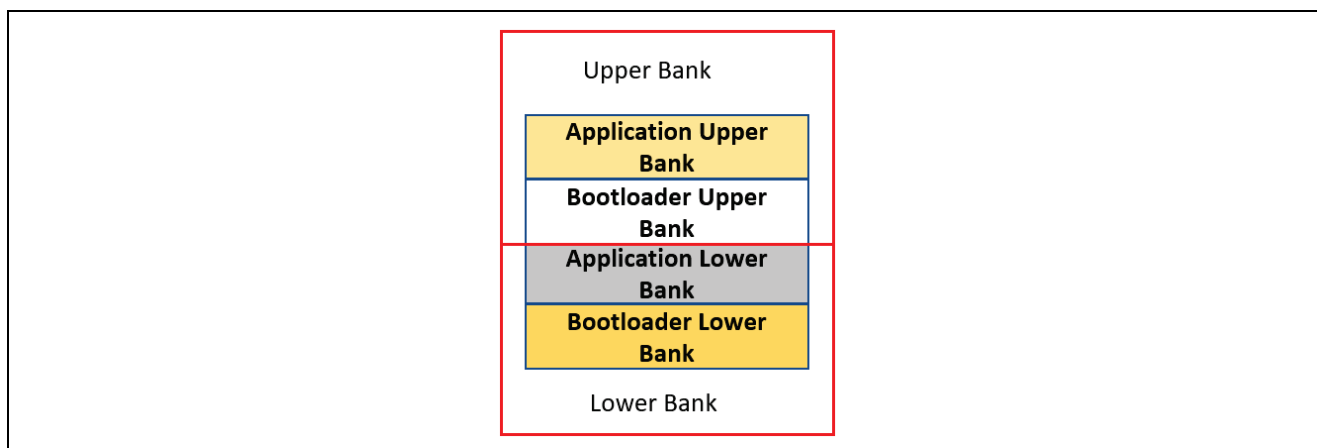 Upper Bank
Application Upper
Bank
Bootloader Upper
Bank
Application Lower
Bank
Bootloader Lower
Bank
Lower Bank